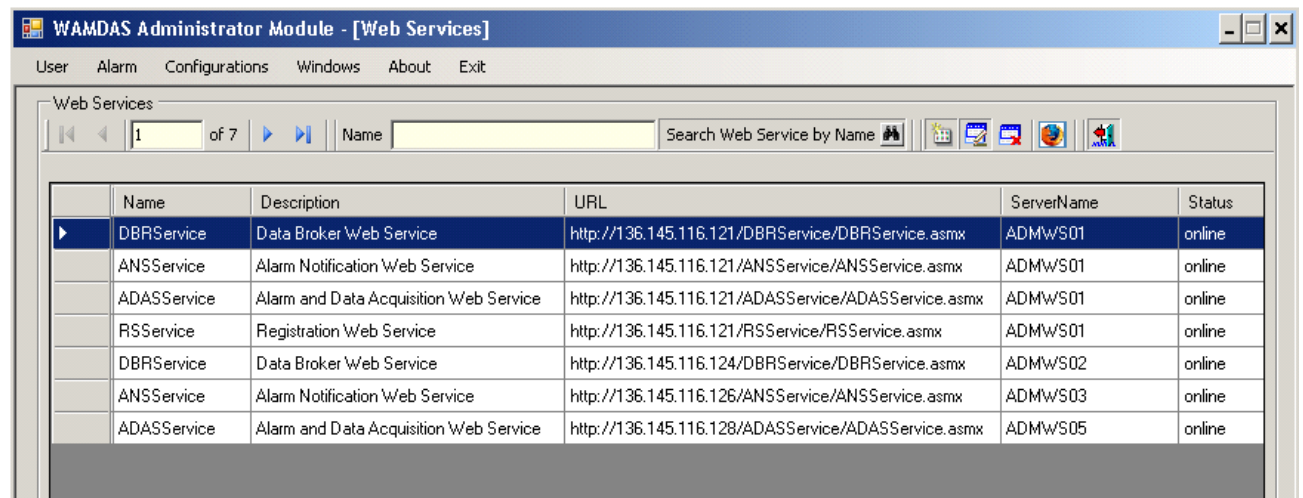 WAMDAS Administrator Module - [Web Services]
User Alarm Configurations Windows About Exit
Web Services
1 of 7 Name Search Web Service by Name
Name Description URL ServerName Status
DBRService Data Broker Web Service http://136.145.116.121/DBRService/DBRService.asmx ADMWS01 online
ANSService Alarm Notification Web Service http://136.145.116.121/ANSService/ANSService.asmx ADMWS01 online
ADASService Alarm and Data Acquisition Web Service http://136.145.116.121/ADASService/ADASService.asmx ADMWS01 online
RSService Registration Web Service http://136.145.116.121/RSService/RSService.asmx ADMWS01 online
DBRService Data Broker Web Service http://136.145.116.124/DBRService/DBRService.asmx ADMWS02 online
ANSService Alarm Notification Web Service http://136.145.116.126/ANSService/ANSService.asmx ADMWS03 online
ADASService Alarm and Data Acquisition Web Service http://136.145.116.128/ADASService/ADASService.asmx ADMWS05 online